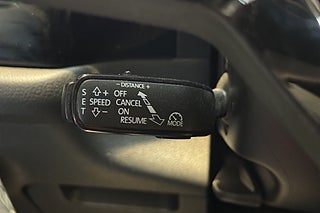 − DISTANCE +
S + OFF
E SPEED CANCEL
T − ON
RESUME
MODE